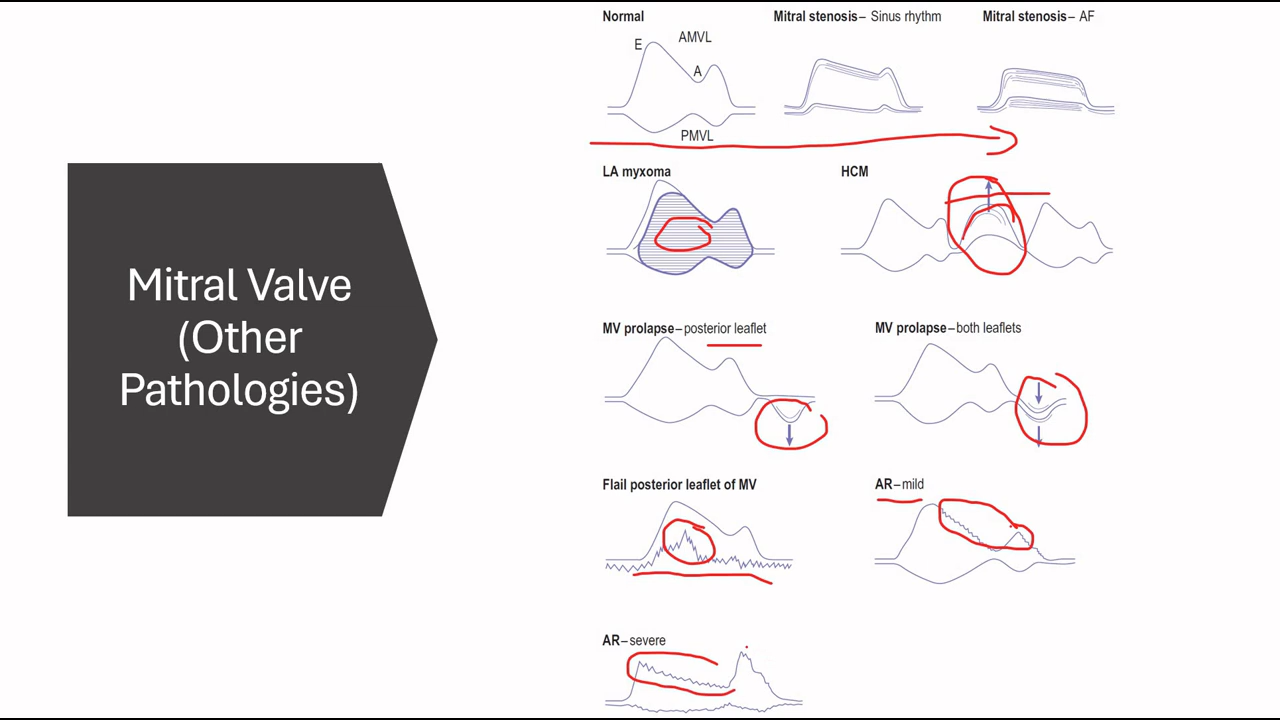 Mitral Valve
(Other
Pathologies)
Normal
E
AMVL
A
PMVL
Mitral stenosis – Sinus rhythm
Mitral stenosis – AF
LA myxoma
HCM
MV prolapse – posterior leaflet
MV prolapse – both leaflets
Flail posterior leaflet of MV
AR – mild
AR – severe